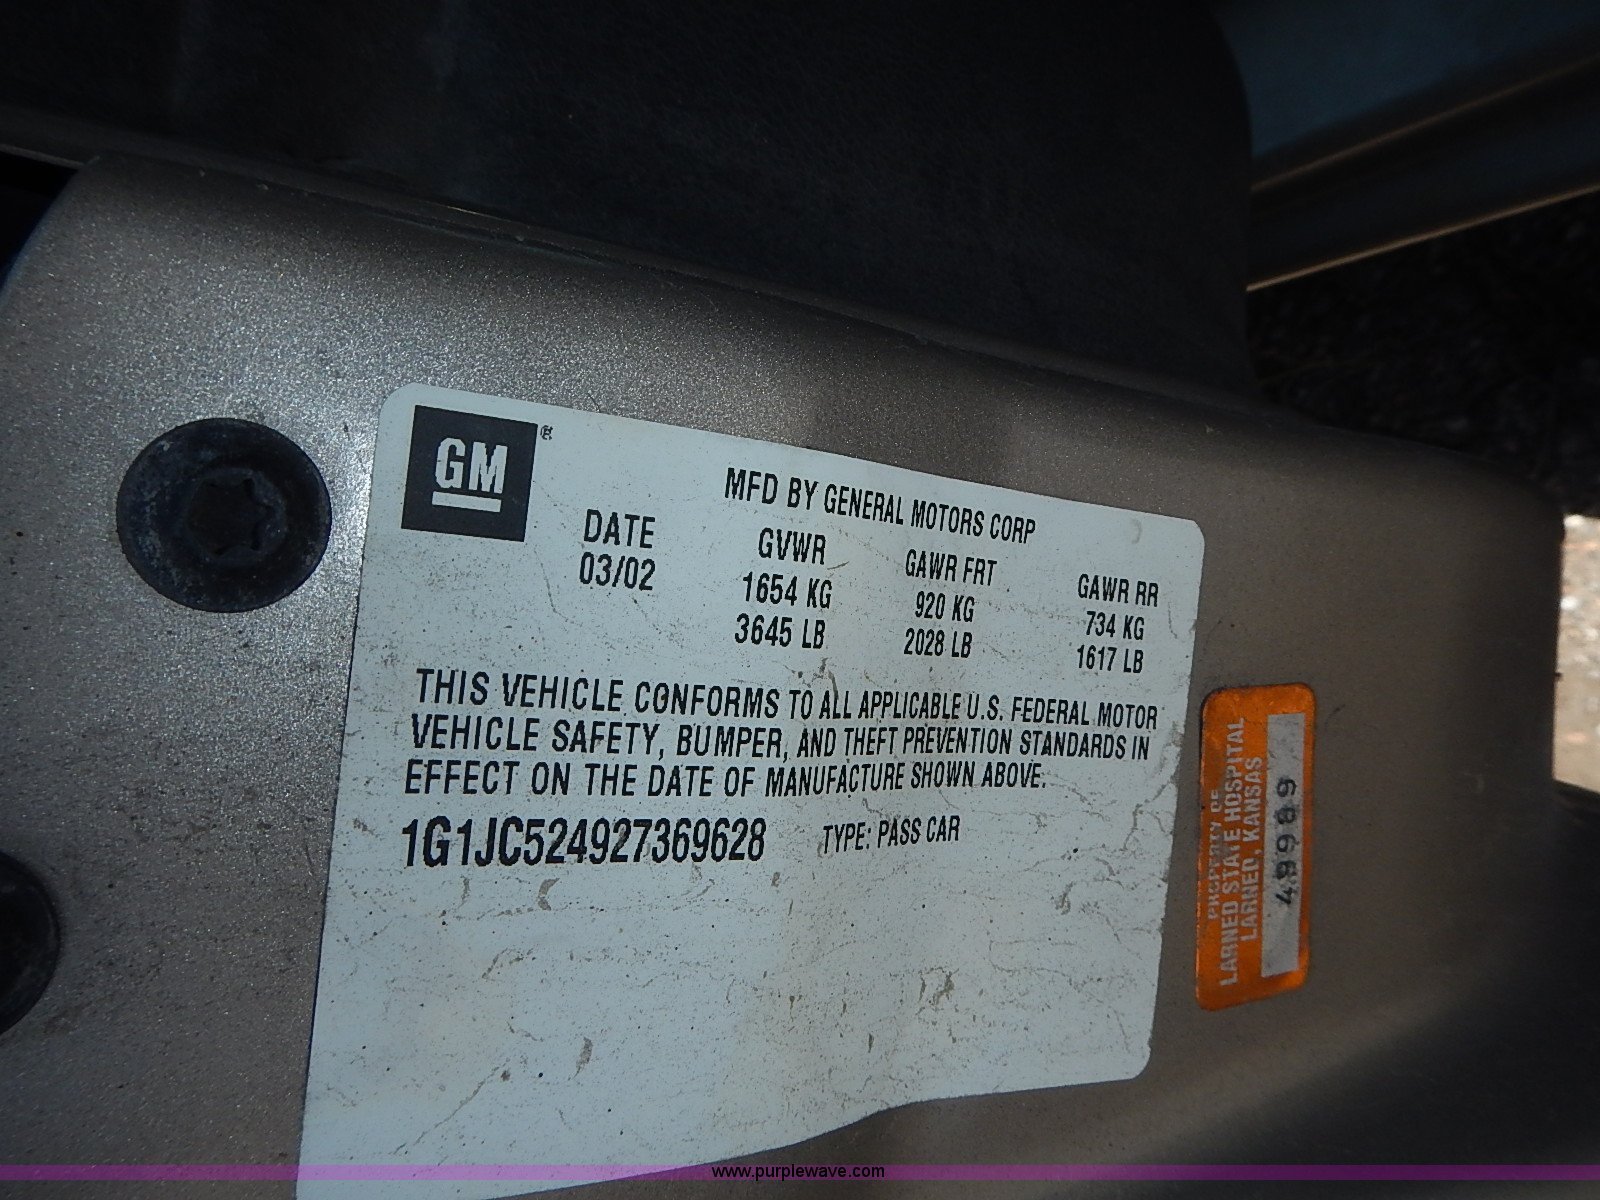 GM®
MFD BY GENERAL MOTORS CORP
DATE GVWR GAWR FRT GAWR RR
03/02 1654 KG 920 KG 734 KG
3645 LB 2028 LB 1617 LB
THIS VEHICLE CONFORMS TO ALL APPLICABLE U.S. FEDERAL MOTOR
VEHICLE SAFETY, BUMPER, AND THEFT PREVENTION STANDARDS IN
EFFECT ON THE DATE OF MANUFACTURE SHOWN ABOVE.
1G1JC524927369628 TYPE: PASS CAR
PROPERTY OF
LARNED STATE HOSPITAL
LARNED, KANSAS
49989
www.purplewave.com